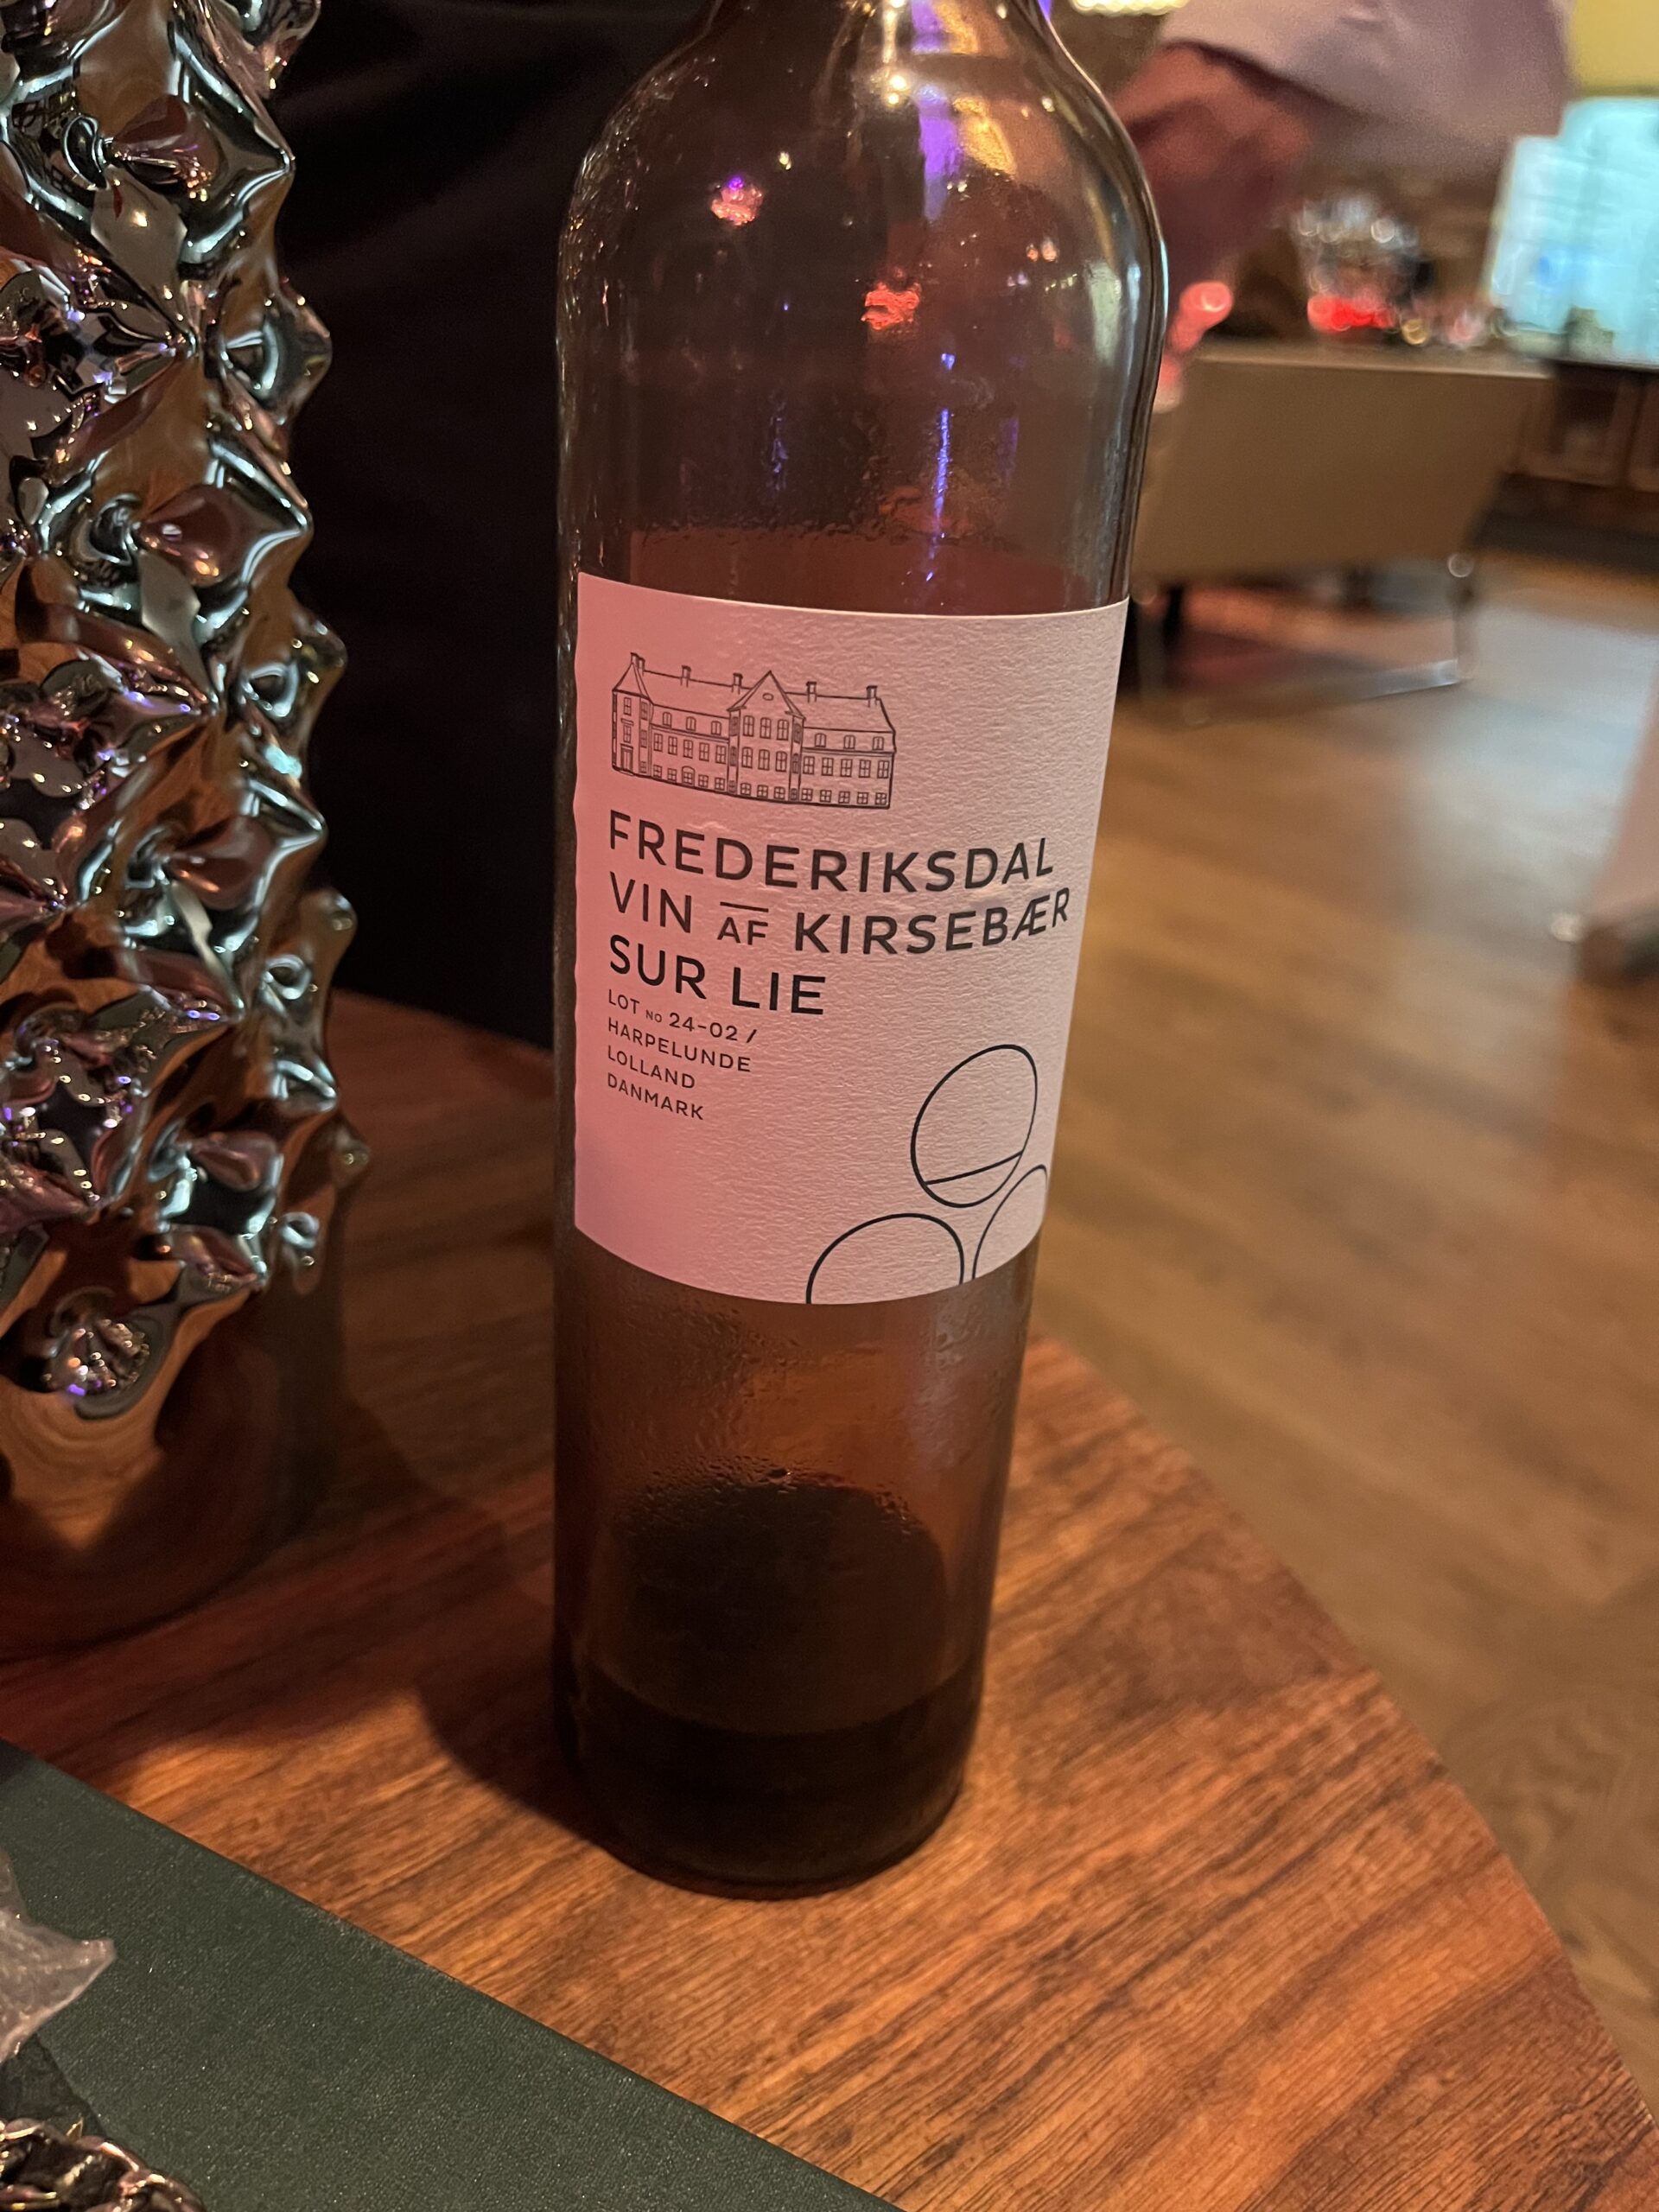 FREDERIKSDAL
VIN AF KIRSEBÆR
SUR LIE
LOT NO 24-02 /
HARPELUNDE
LOLLAND
DANMARK